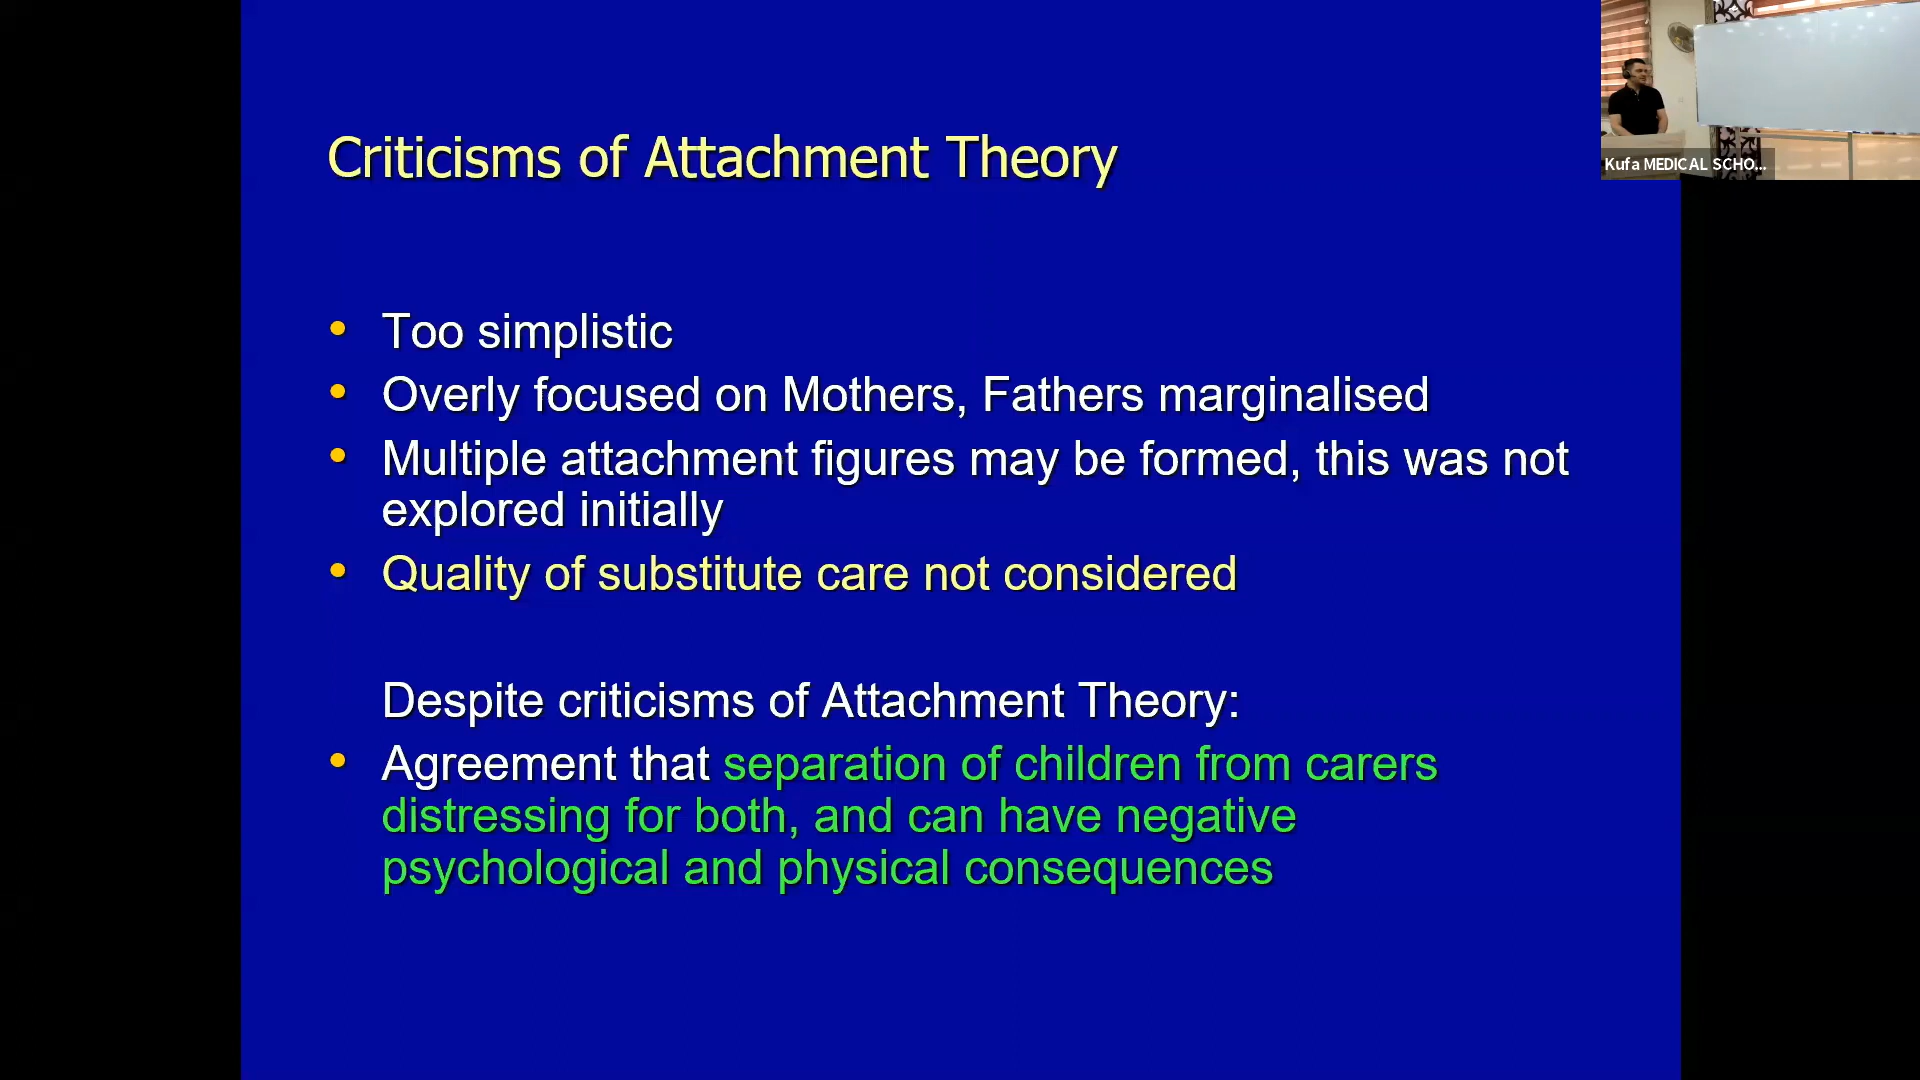 Kufa MEDICAL SCHO...
Criticisms of Attachment Theory
• Too simplistic
• Overly focused on Mothers, Fathers marginalised
• Multiple attachment figures may be formed, this was not
explored initially
• Quality of substitute care not considered
Despite criticisms of Attachment Theory:
• Agreement that separation of children from carers
distressing for both, and can have negative
psychological and physical consequences